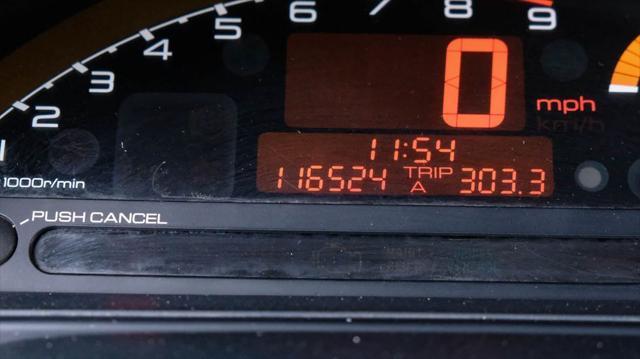 1 2 3 4 5 6 7 8 9
0
mph
km/h
11:54
116524 TRIP A 303.3
1000r/min
PUSH CANCEL